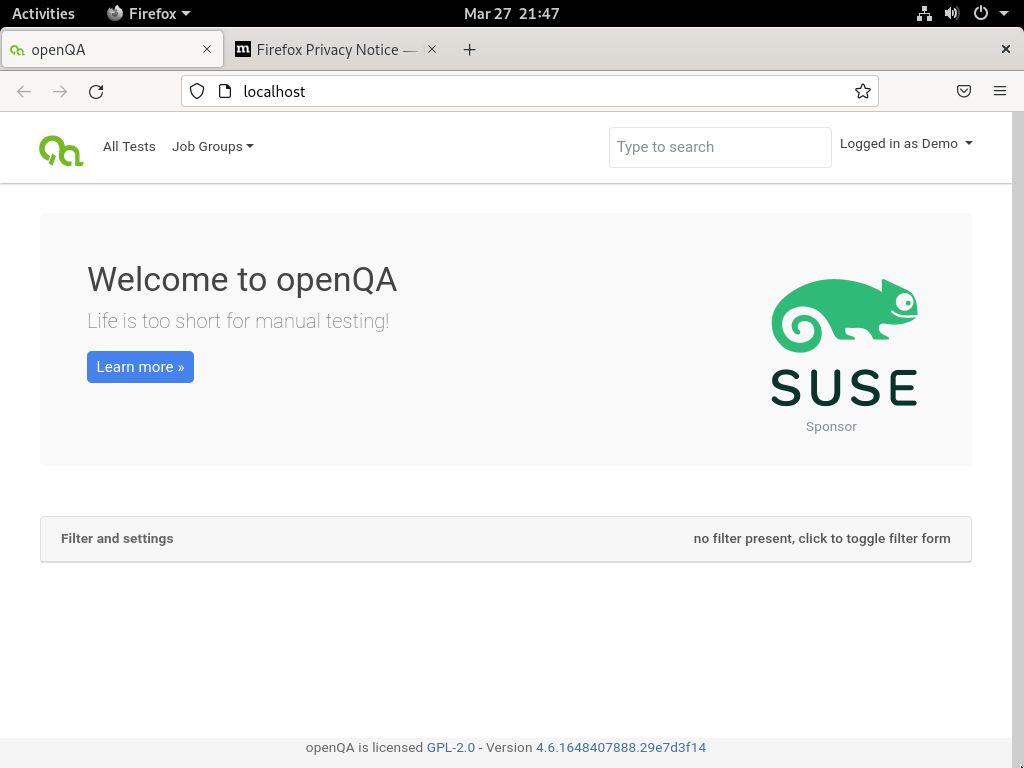 Activities Firefox Mar 27 21:47
openQA Firefox Privacy Notice —
localhost
All Tests Job Groups Type to search Logged in as Demo
Welcome to openQA
Life is too short for manual testing!
Learn more »
SUSE
Sponsor
Filter and settings no filter present, click to toggle filter form
openQA is licensed GPL-2.0 - Version 4.6.1648407888.29e7d3f14